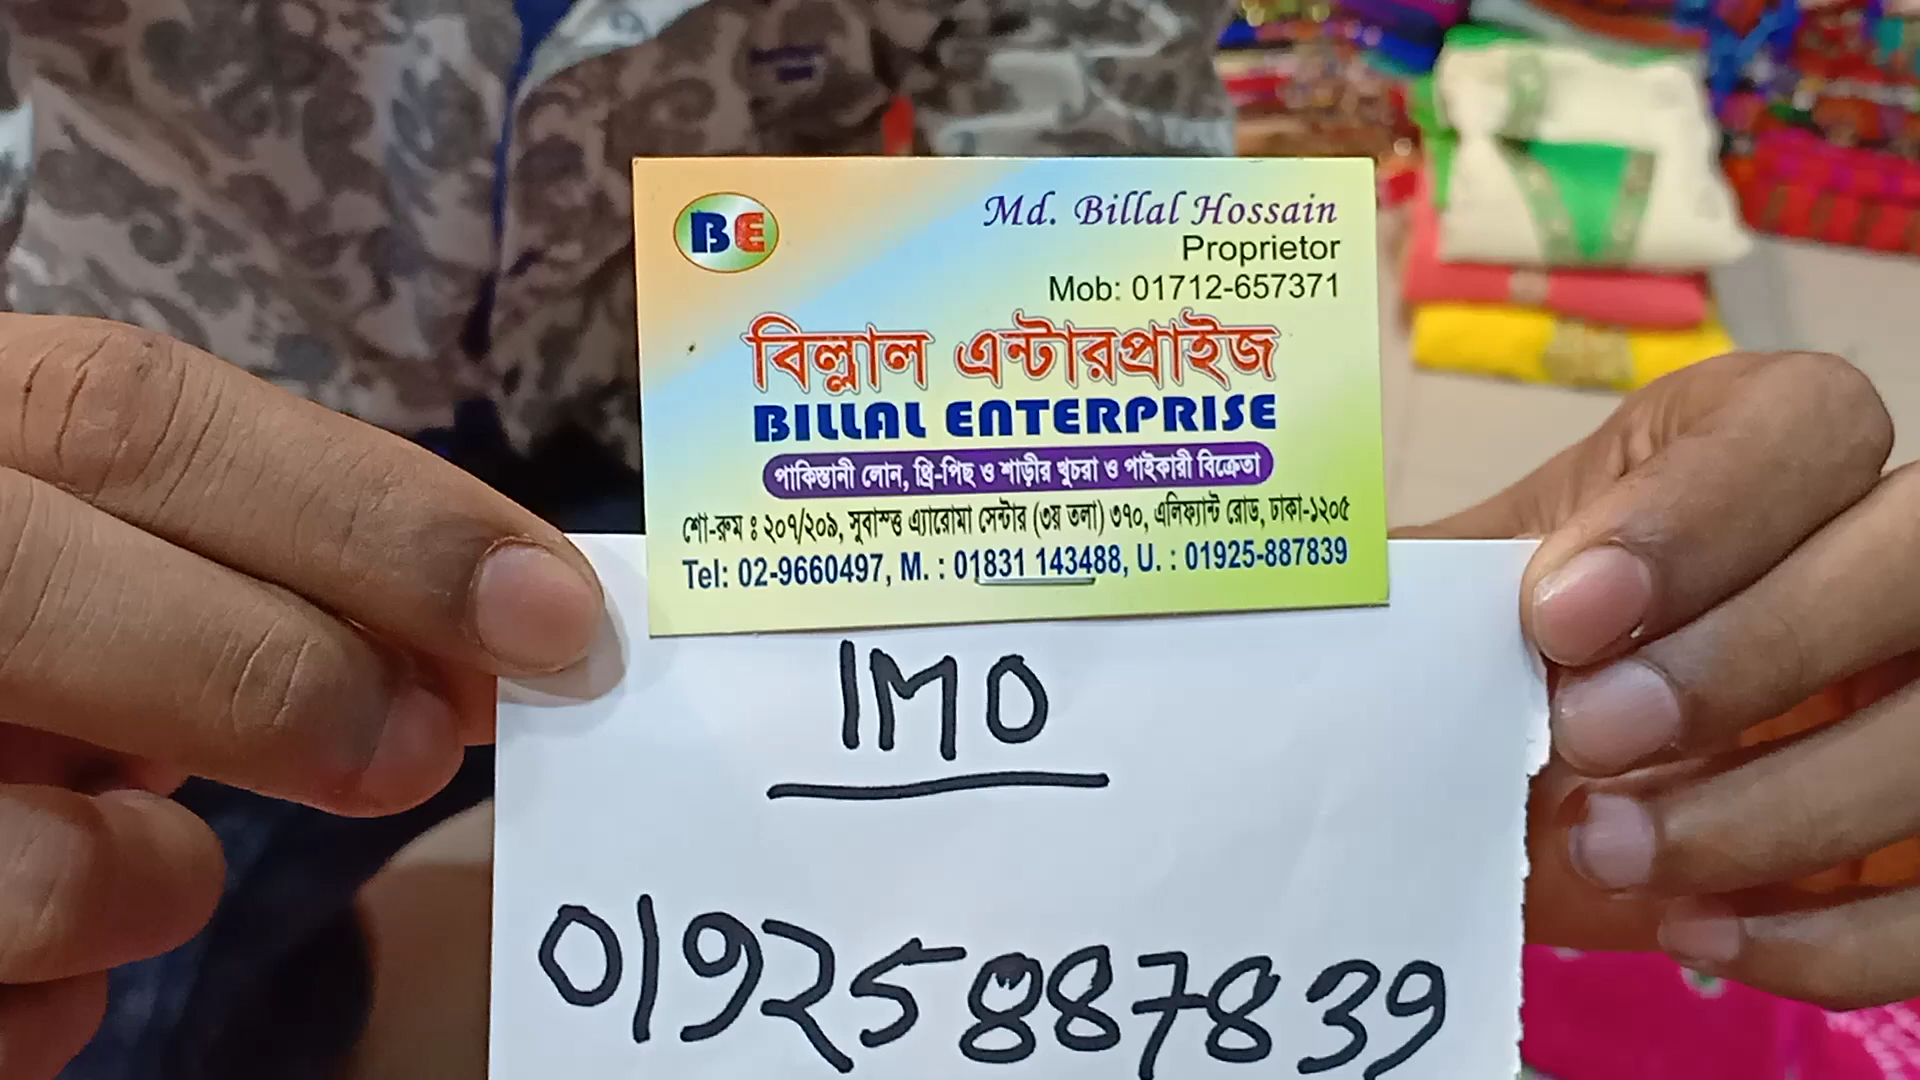 BE
Md. Billal Hossain
Proprietor
Mob: 01712-657371
বিল্লাল এন্টারপ্রাইজ
BILLAL ENTERPRISE
পাকিস্তানী লোন, থ্রি-পিছ ও শাড়ীর খুচরা ও পাইকারী বিক্রেতা
শো-রুম ঃ ২০৭/২০৯, সুবাস্তু এ্যারোমা সেন্টার (৩য় তলা) ৩৭০, এলিফ্যান্ট রোড, ঢাকা-১২০৫
Tel: 02-9660497, M. : 01831 143488, U. : 01925-887839
IMO
01925887839